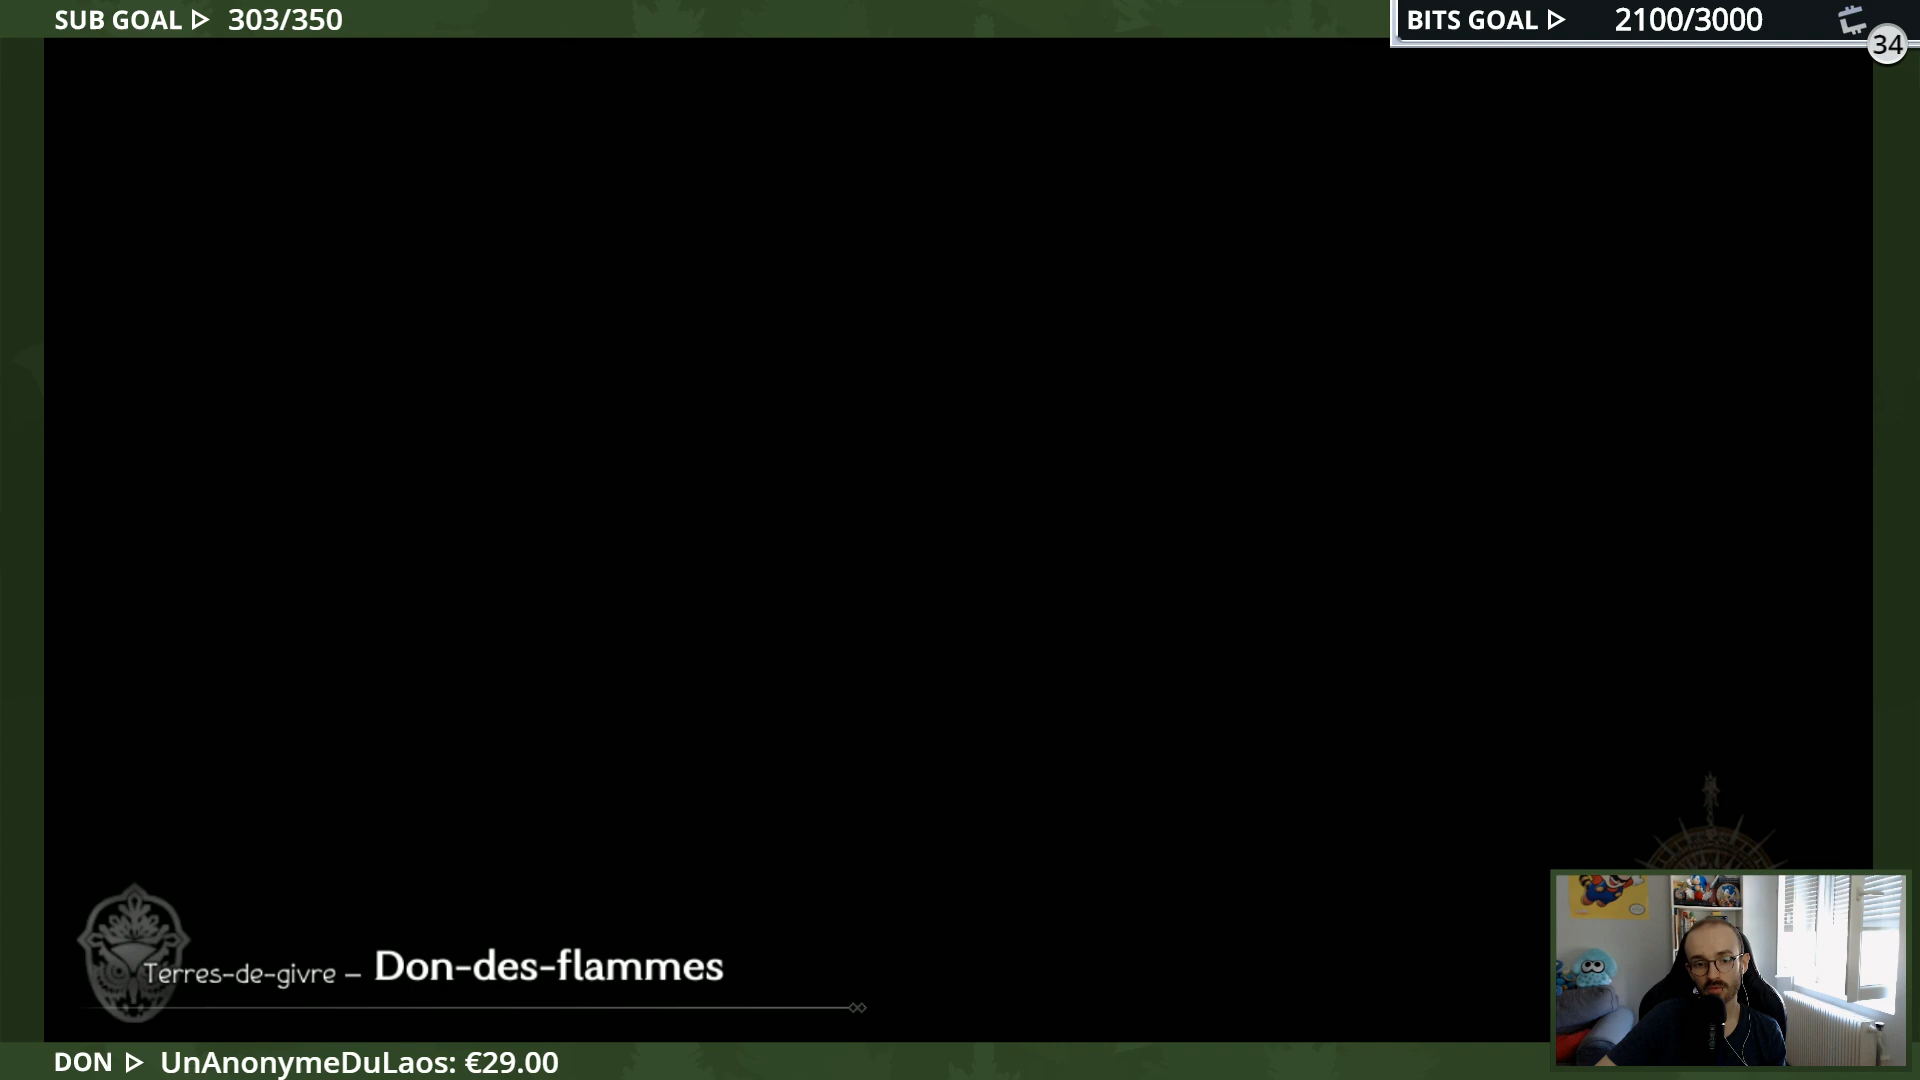 SUB GOAL ▷ 303/350
BITS GOAL ▷ 2100/3000
34
Terres-de-givre – Don-des-flammes
DON ▷ UnAnonymeDuLaos: €29.00